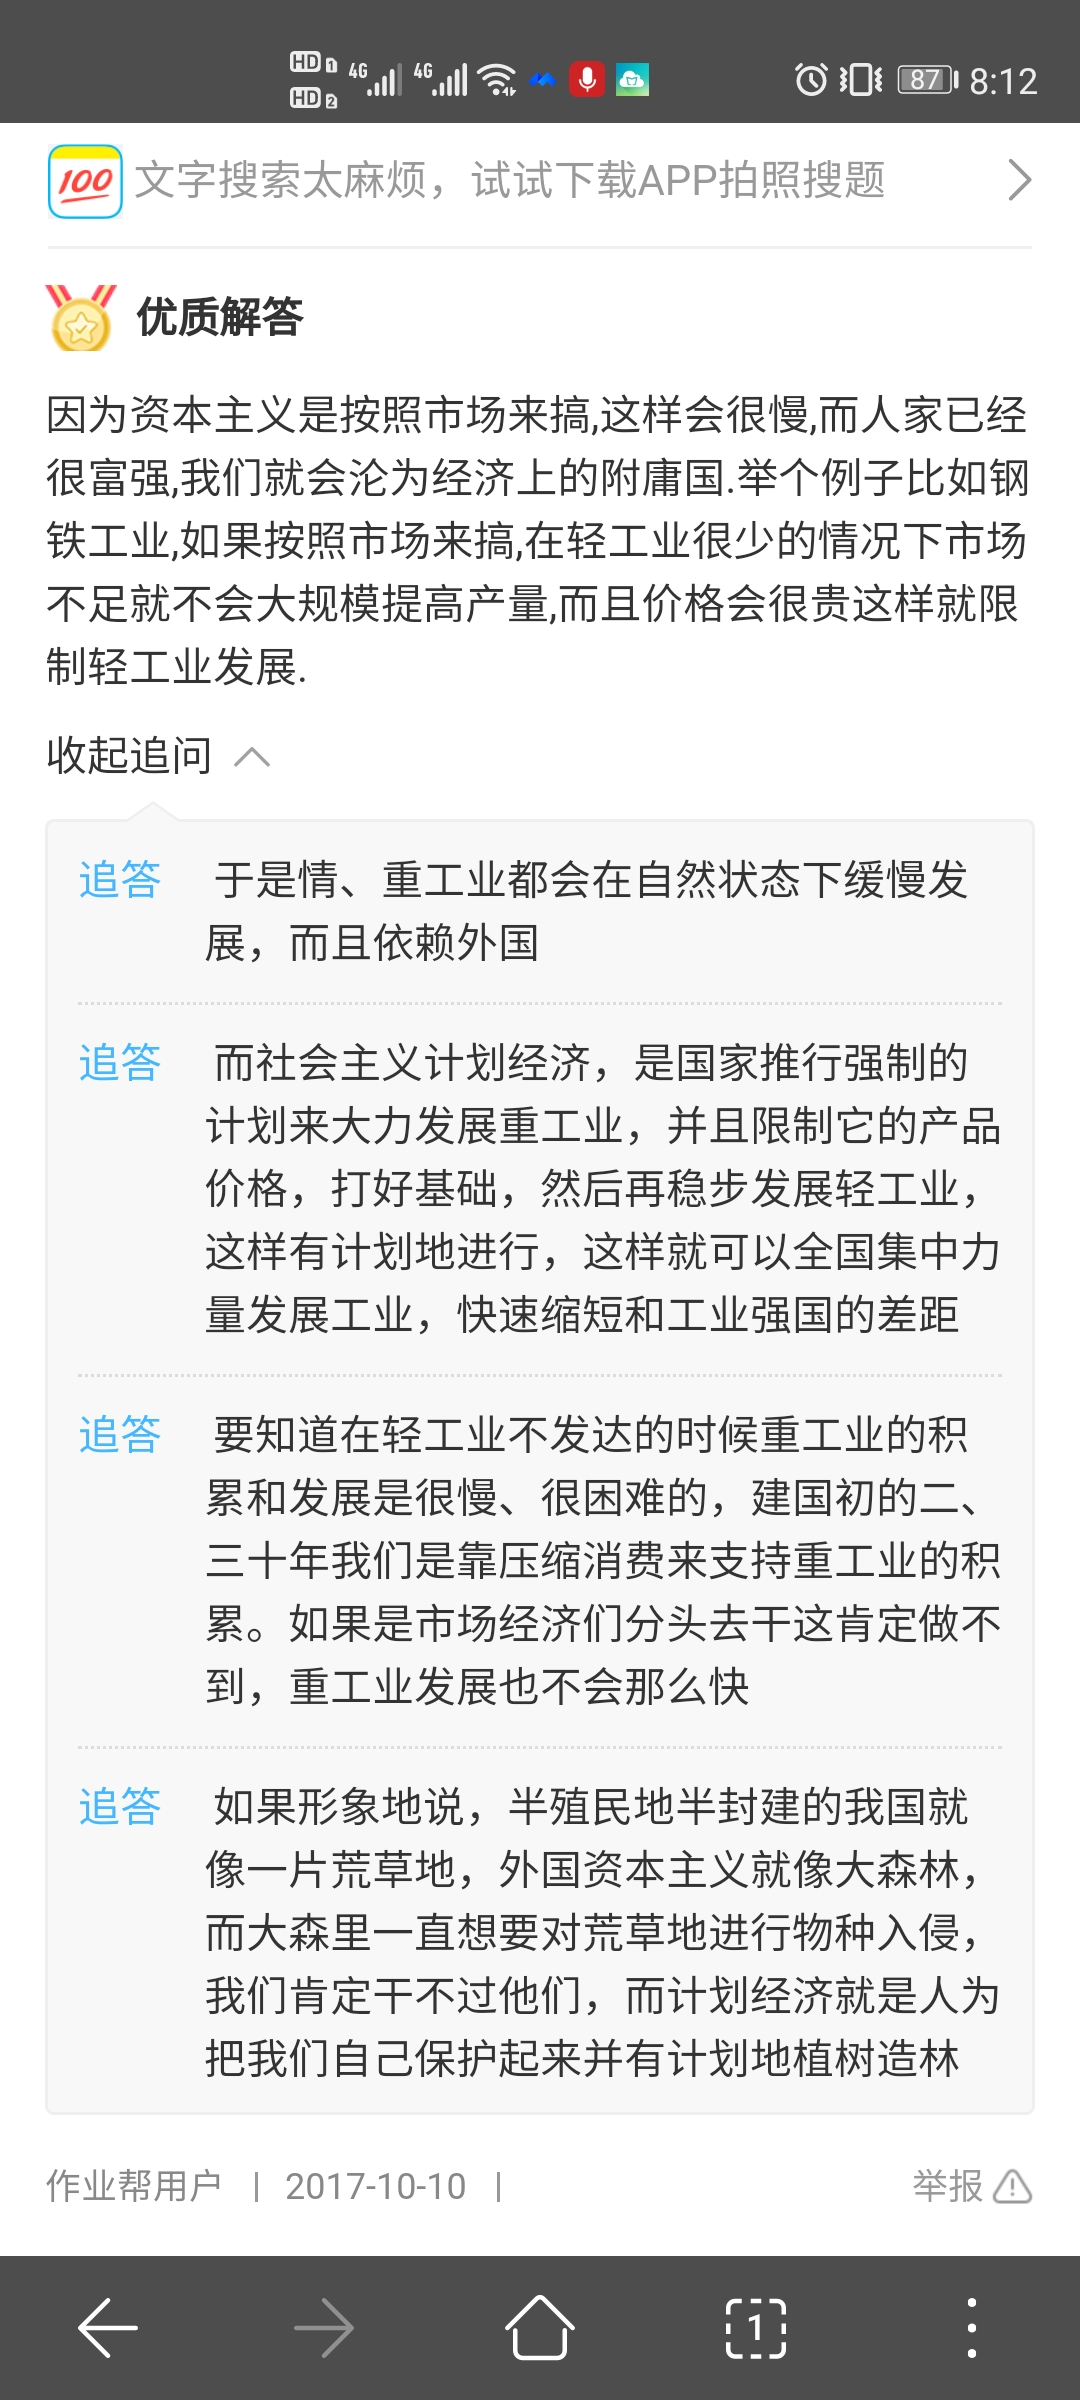 HD 1 4G 4G 87 8:12
HD 2
100 文字搜索太麻烦，试试下载APP拍照搜题
优质解答
因为资本主义是按照市场来搞,这样会很慢,而人家已经
很富强,我们就会沦为经济上的附庸国.举个例子比如钢
铁工业,如果按照市场来搞,在轻工业很少的情况下市场
不足就不会大规模提高产量,而且价格会很贵这样就限
制轻工业发展.
收起追问
追答 于是情、重工业都会在自然状态下缓慢发
展，而且依赖外国
追答 而社会主义计划经济，是国家推行强制的
计划来大力发展重工业，并且限制它的产品
价格，打好基础，然后再稳步发展轻工业，
这样有计划地进行，这样就可以全国集中力
量发展工业，快速缩短和工业强国的差距
追答 要知道在轻工业不发达的时候重工业的积
累和发展是很慢、很困难的，建国初的二、
三十年我们是靠压缩消费来支持重工业的积
累。如果是市场经济们分头去干这肯定做不
到，重工业发展也不会那么快
追答 如果形象地说，半殖民地半封建的我国就
像一片荒草地，外国资本主义就像大森林，
而大森里一直想要对荒草地进行物种入侵，
我们肯定干不过他们，而计划经济就是人为
把我们自己保护起来并有计划地植树造林
作业帮用户 | 2017-10-10 | 举报
1